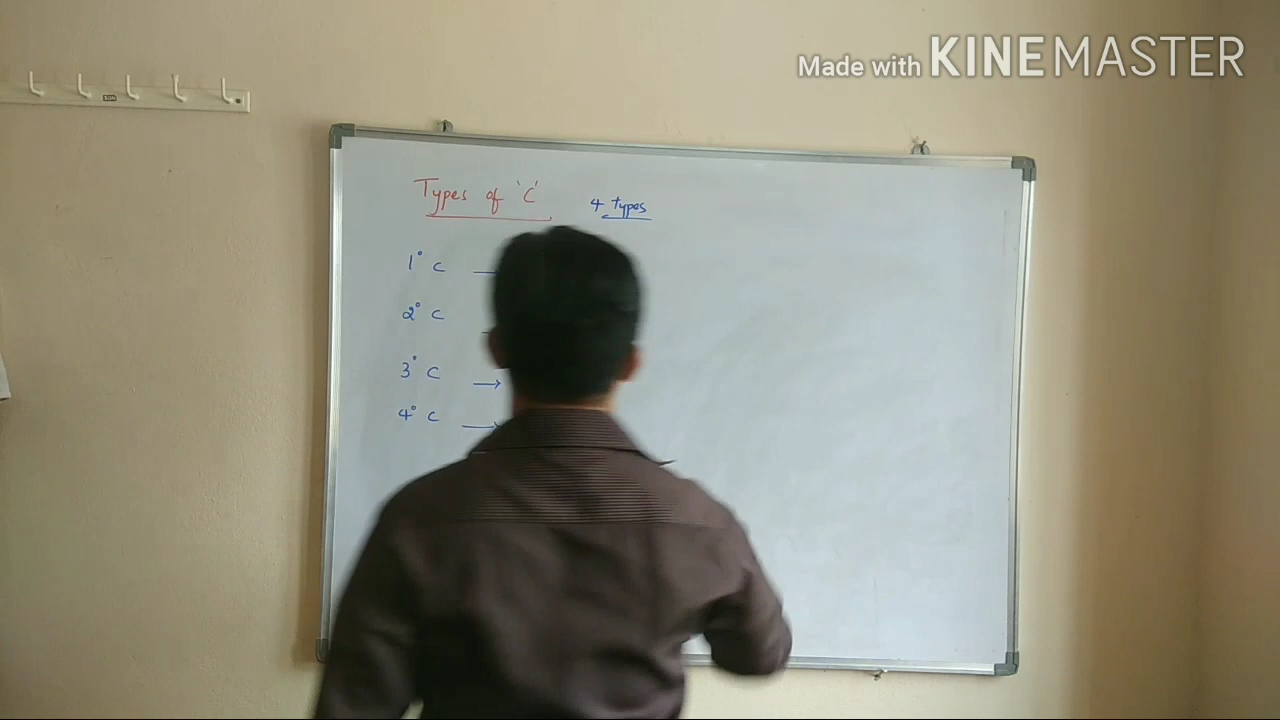 Made with KINEMASTER
Types of 'C' 4 types
1° C →
2° C
3° C →
4° C →